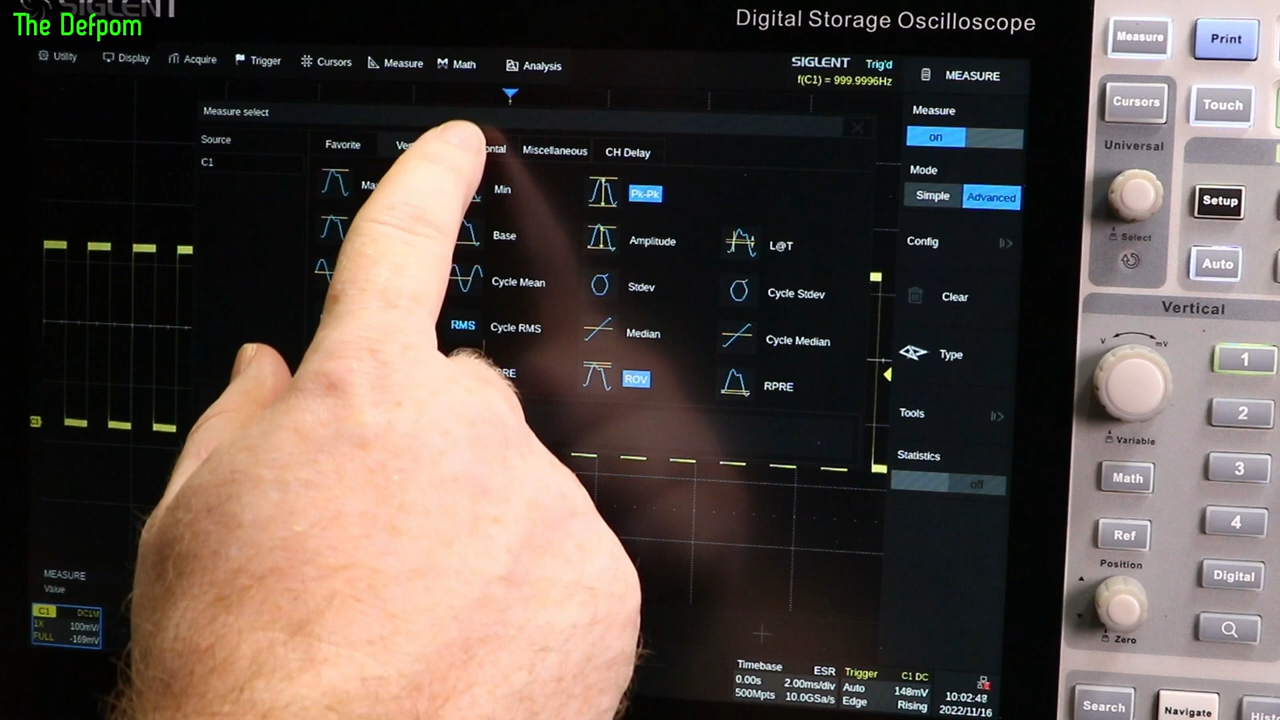 SIGLENT
The Defpom
Digital Storage Oscilloscope
Utility
Display
Acquire
Trigger
Cursors
Measure
Math
Analysis
SIGLENT
Trig'd
f(C1) = 999.9996Hz
MEASURE
Measure select
Source
C1
Favorite
Miscellaneous
CH Delay
Min
Pk-Pk
Base
Amplitude
L@T
Cycle Mean
Stdev
Cycle Stdev
RMS
Cycle RMS
Median
Cycle Median
ROV
RPRE
Measure
on
Mode
Simple
Advanced
Config
Clear
Type
Tools
Statistics
off
C1
MEASURE
Value
C1 DC1M
1X 100mV/
FULL -169mV
Timebase ESR
0.00s 2.00ms/div
500Mpts 10.0GSa/s
Trigger C1 DC
Auto 148mV
Edge Rising
10:02:48
2022/11/16
Measure
Print
Cursors
Touch
Universal
Select
Setup
Auto
Vertical
V mV
1
Variable
2
Math
3
Ref
4
Position
Digital
Zero
Search
Navigate